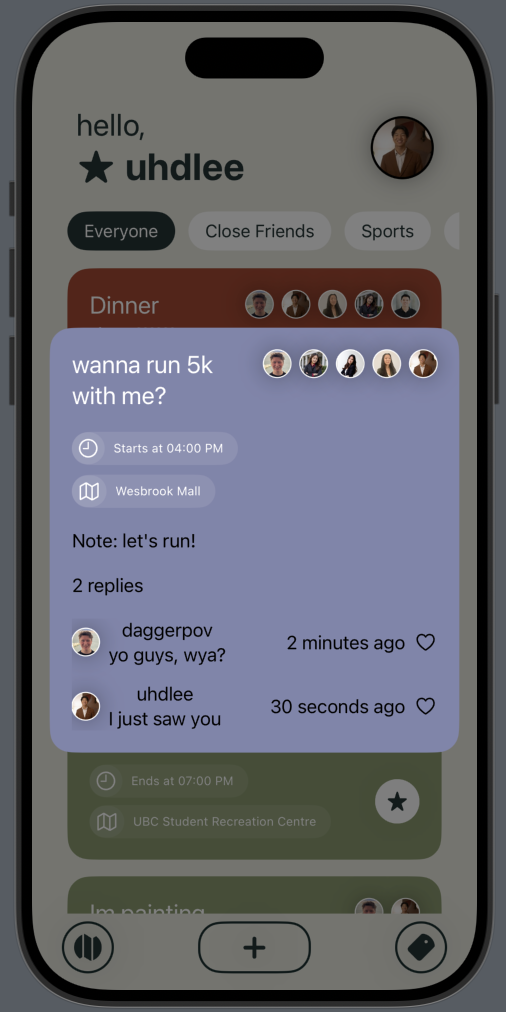 hello,
uhdlee
Everyone
Close Friends
Sports
Dinner
wanna run 5k
with me?
Starts at 04:00 PM
Wesbrook Mall
Note: let's run!
2 replies
daggerpov
yo guys, wya?
2 minutes ago
uhdlee
I just saw you
30 seconds ago
Ends at 07:00 PM
UBC Student Recreation Centre
Im painting